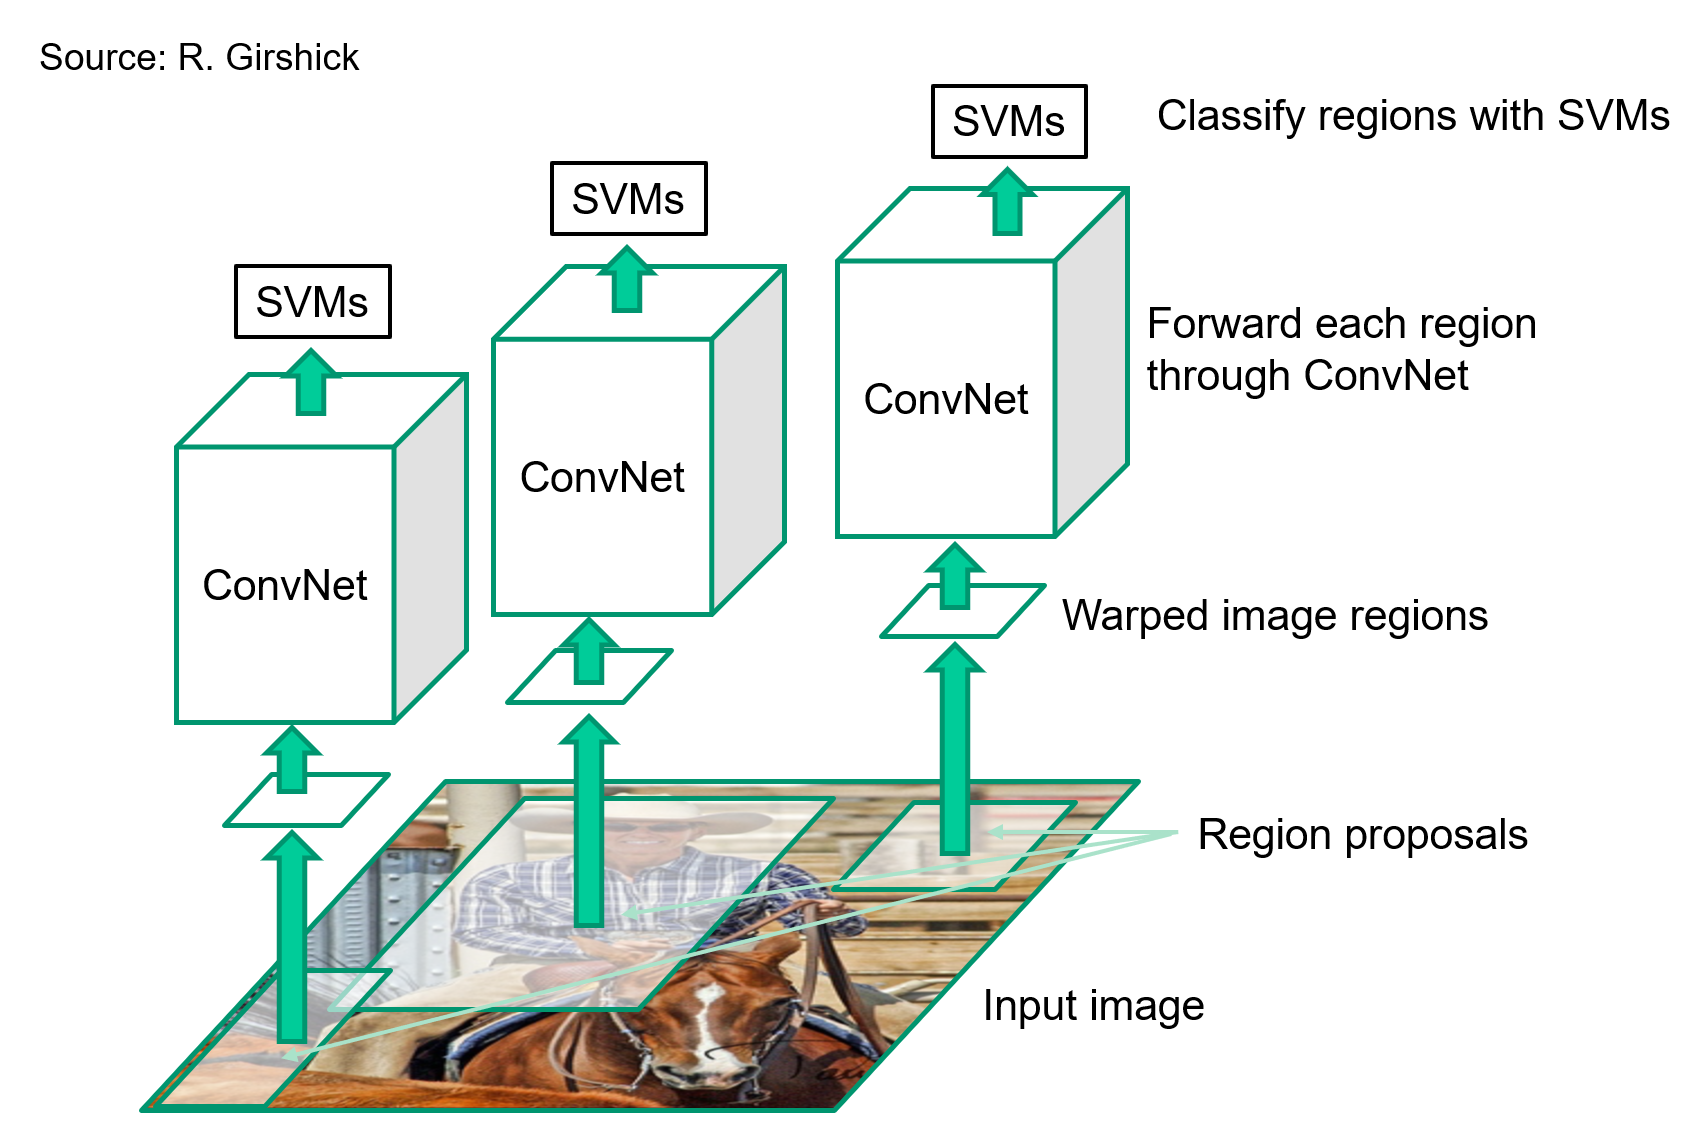 Source: R. Girshick
SVMs
Classify regions with SVMs
SVMs
SVMs
Forward each region
through ConvNet
ConvNet
ConvNet
ConvNet
Warped image regions
Region proposals
Input image